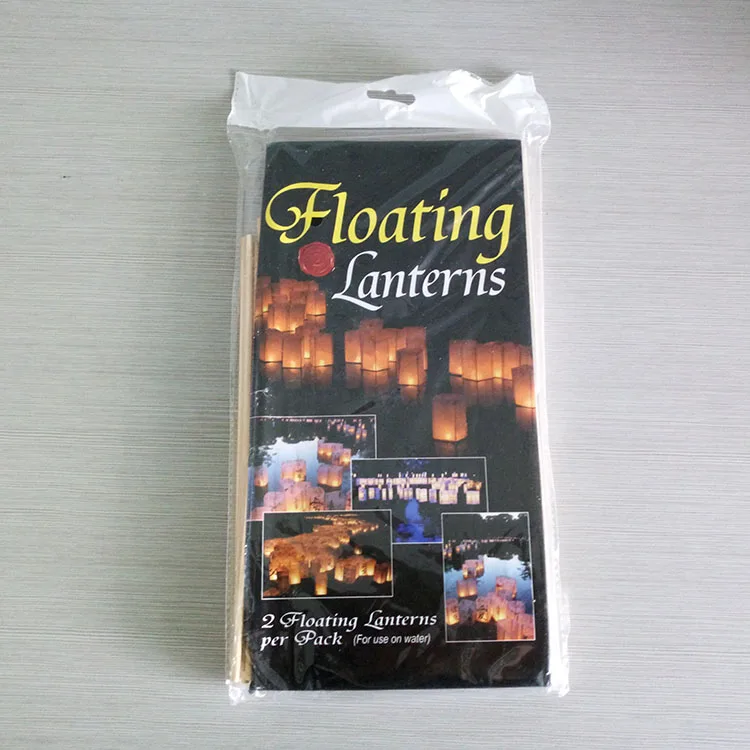 Floating
Lanterns
2 Floating Lanterns
per Pack (For use on water)